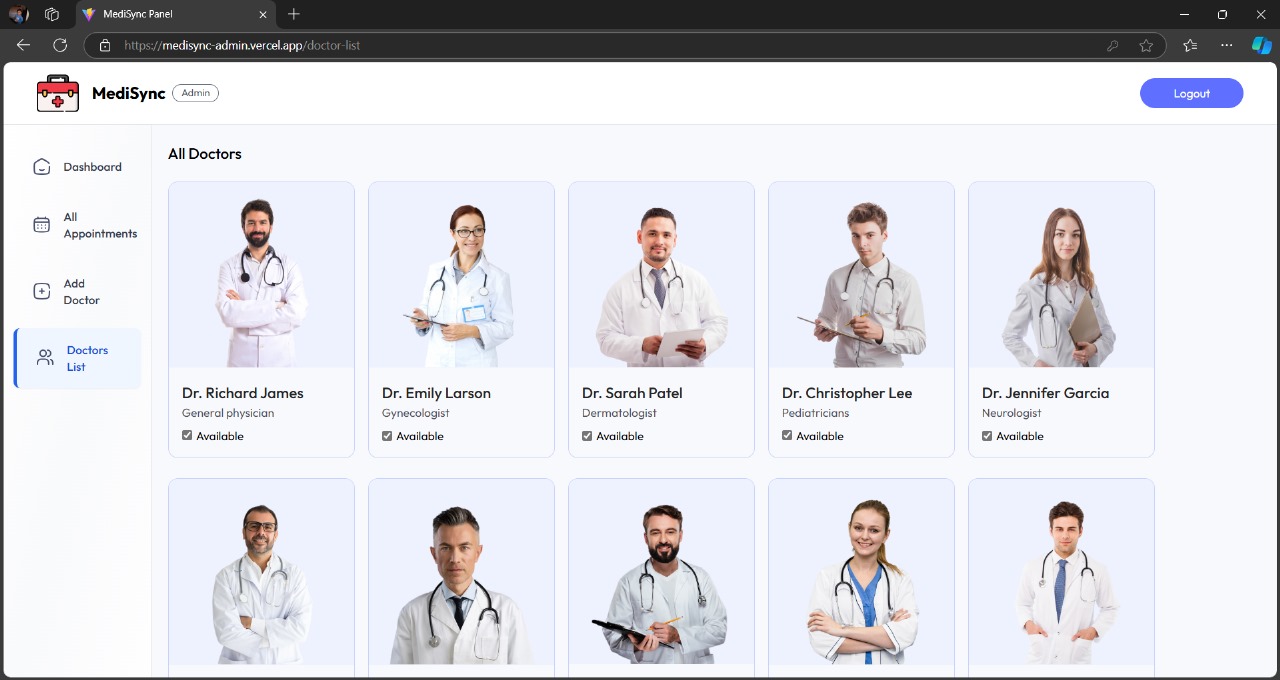 MediSync Panel
https://medisync-admin.vercel.app/doctor-list
MediSync
Admin
Logout
Dashboard
All
Appointments
Add
Doctor
Doctors
List
All Doctors
Dr. Richard James
General physician
Available
Dr. Emily Larson
Gynecologist
Available
Dr. Sarah Patel
Dermatologist
Available
Dr. Christopher Lee
Pediatricians
Available
Dr. Jennifer Garcia
Neurologist
Available